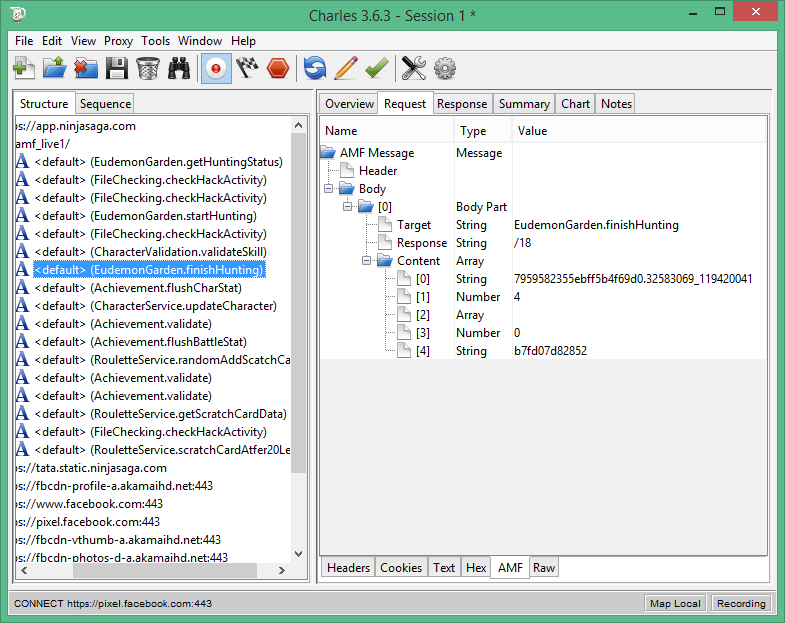 Charles 3.6.3 - Session 1 *
File Edit View Proxy Tools Window Help
Structure Sequence
ps://app.ninjasaga.com
amf_live1/
<default> (EudemonGarden.getHuntingStatus)
<default> (FileChecking.checkHackActivity)
<default> (FileChecking.checkHackActivity)
<default> (EudemonGarden.startHunting)
<default> (FileChecking.checkHackActivity)
<default> (CharacterValidation.validateSkill)
<default> (EudemonGarden.finishHunting)
<default> (Achievement.flushCharStat)
<default> (CharacterService.updateCharacter)
<default> (Achievement.validate)
<default> (Achievement.flushBattleStat)
<default> (RouletteService.randomAddScatchCa
<default> (Achievement.validate)
<default> (Achievement.validate)
<default> (RouletteService.getScratchCardData)
<default> (FileChecking.checkHackActivity)
<default> (RouletteService.scratchCardAtfer20Le
ps://tata.static.ninjasaga.com
ps://fbcdn-profile-a.akamaihd.net:443
ps://www.facebook.com:443
ps://pixel.facebook.com:443
ps://fbcdn-vthumb-a.akamaihd.net:443
ps://fbcdn-photos-d-a.akamaihd.net:443
Overview Request Response Summary Chart Notes
Name Type Value
AMF Message Message
Header
Body
[0] Body Part
Target String EudemonGarden.finishHunting
Response String /18
Content Array
[0] String 7959582355ebff5b4f69d0.32583069_119420041
[1] Number 4
[2] Array
[3] Number 0
[4] String b7fd07d82852
Headers Cookies Text Hex AMF Raw
CONNECT https://pixel.facebook.com:443
Map Local Recording